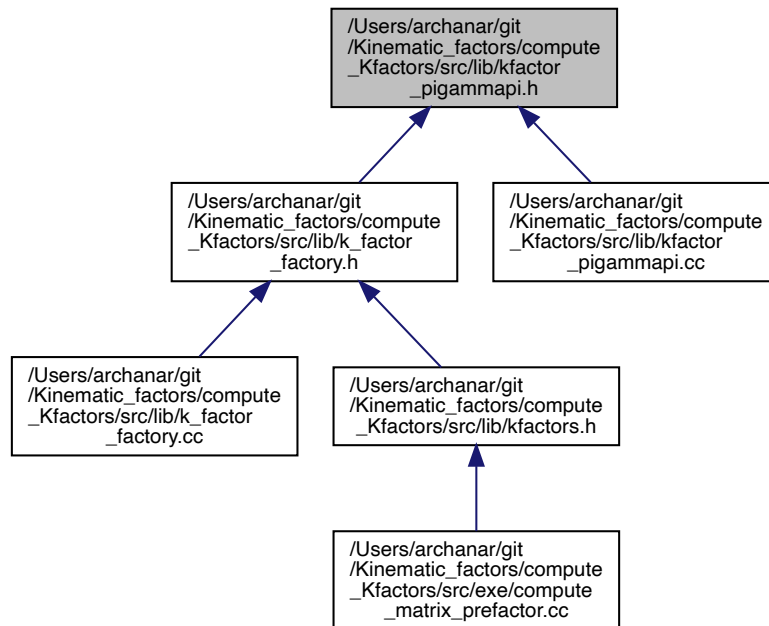 /Users/archanar/git
/Kinematic_factors/compute
_Kfactors/src/lib/kfactor
_pigammapi.h
/Users/archanar/git
/Kinematic_factors/compute
_Kfactors/src/lib/k_factor
_factory.h
/Users/archanar/git
/Kinematic_factors/compute
_Kfactors/src/lib/kfactor
_pigammapi.cc
/Users/archanar/git
/Kinematic_factors/compute
_Kfactors/src/lib/k_factor
_factory.cc
/Users/archanar/git
/Kinematic_factors/compute
_Kfactors/src/lib/kfactors.h
/Users/archanar/git
/Kinematic_factors/compute
_Kfactors/src/exe/compute
_matrix_prefactor.cc